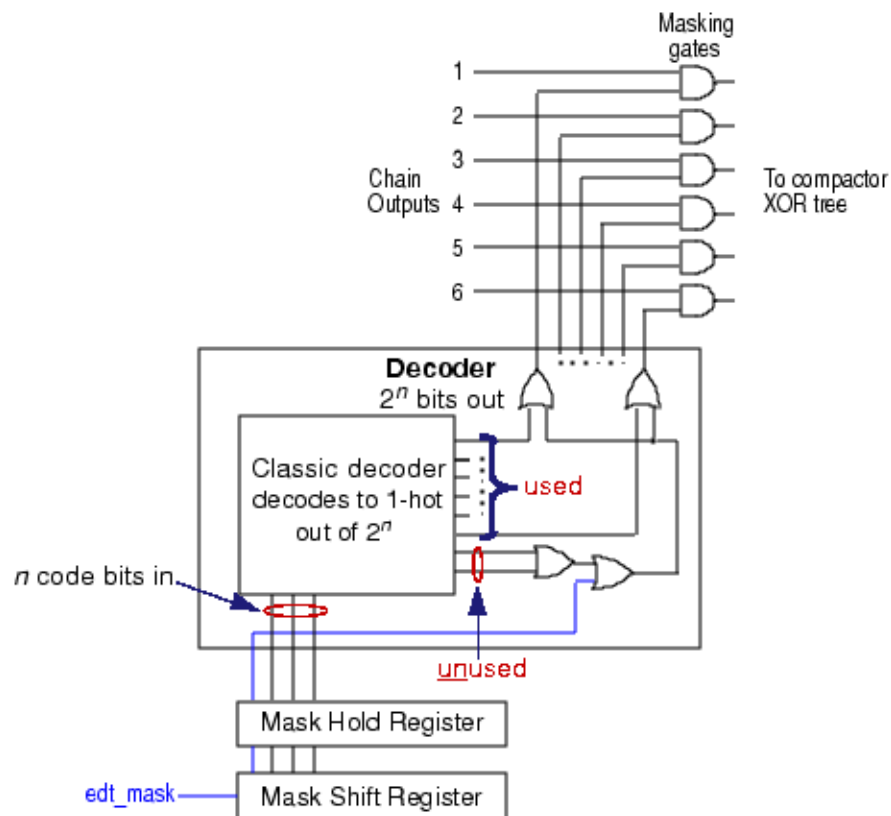 Masking
gates
1
2
3
Chain
Outputs
4
5
6
To compactor
XOR tree
Decoder
2ⁿ bits out
Classic decoder
decodes to 1-hot
out of 2ⁿ
used
n code bits in
unused
Mask Hold Register
edt_mask
Mask Shift Register